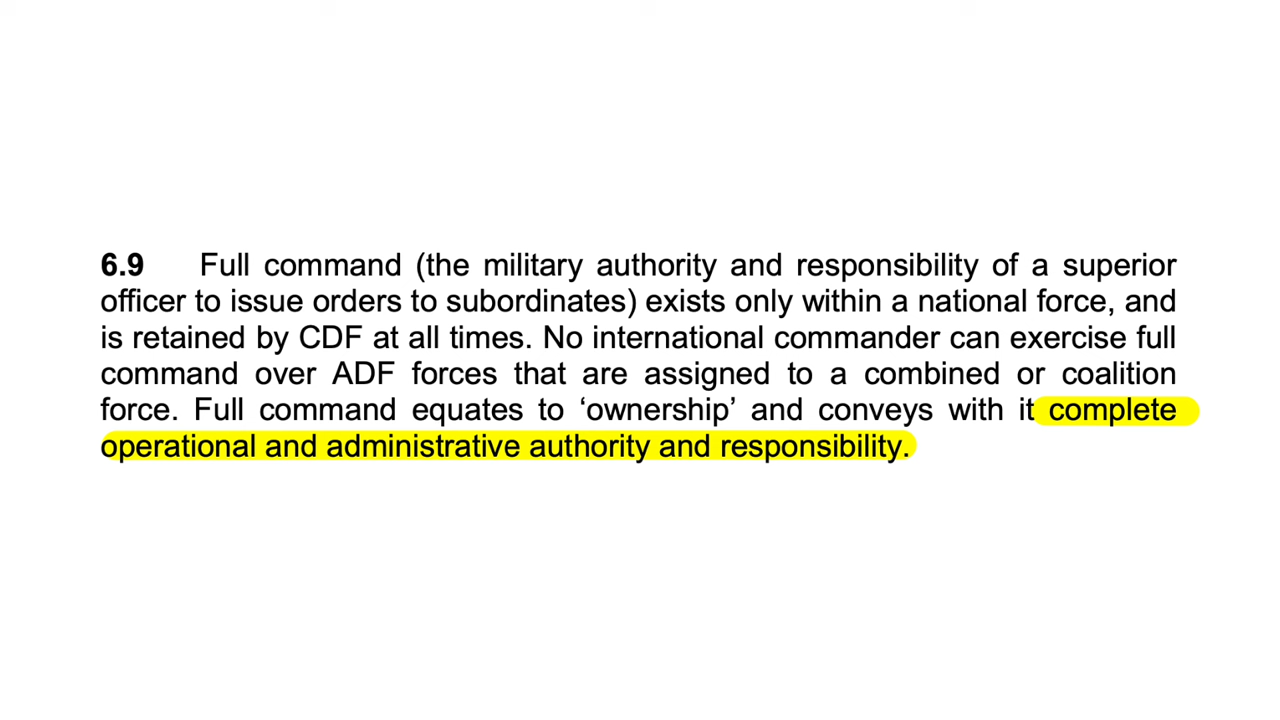 6.9 Full command (the military authority and responsibility of a superior
officer to issue orders to subordinates) exists only within a national force, and
is retained by CDF at all times. No international commander can exercise full
command over ADF forces that are assigned to a combined or coalition
force. Full command equates to ‘ownership’ and conveys with it complete
operational and administrative authority and responsibility.